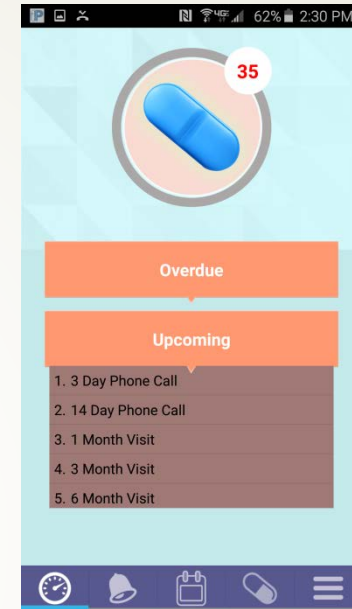 62% 2:30 PM
35
Overdue
Upcoming
1. 3 Day Phone Call
2. 14 Day Phone Call
3. 1 Month Visit
4. 3 Month Visit
5. 6 Month Visit